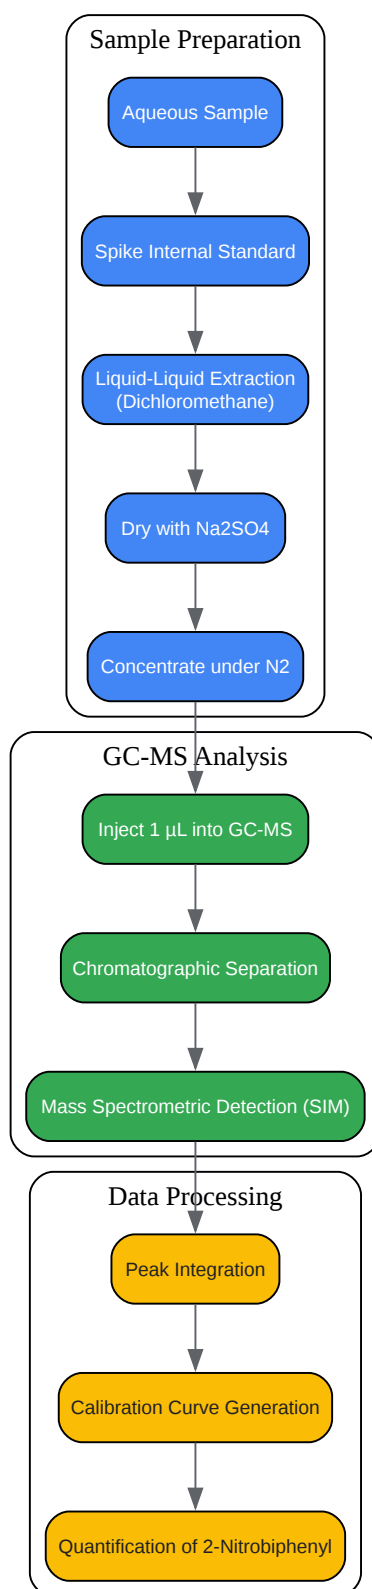 Sample Preparation
Aqueous Sample
Spike Internal Standard
Liquid-Liquid Extraction
(Dichloromethane)
Dry with Na2SO4
Concentrate under N2
GC-MS Analysis
Inject 1 µL into GC-MS
Chromatographic Separation
Mass Spectrometric Detection (SIM)
Data Processing
Peak Integration
Calibration Curve Generation
Quantification of 2-Nitrobiphenyl